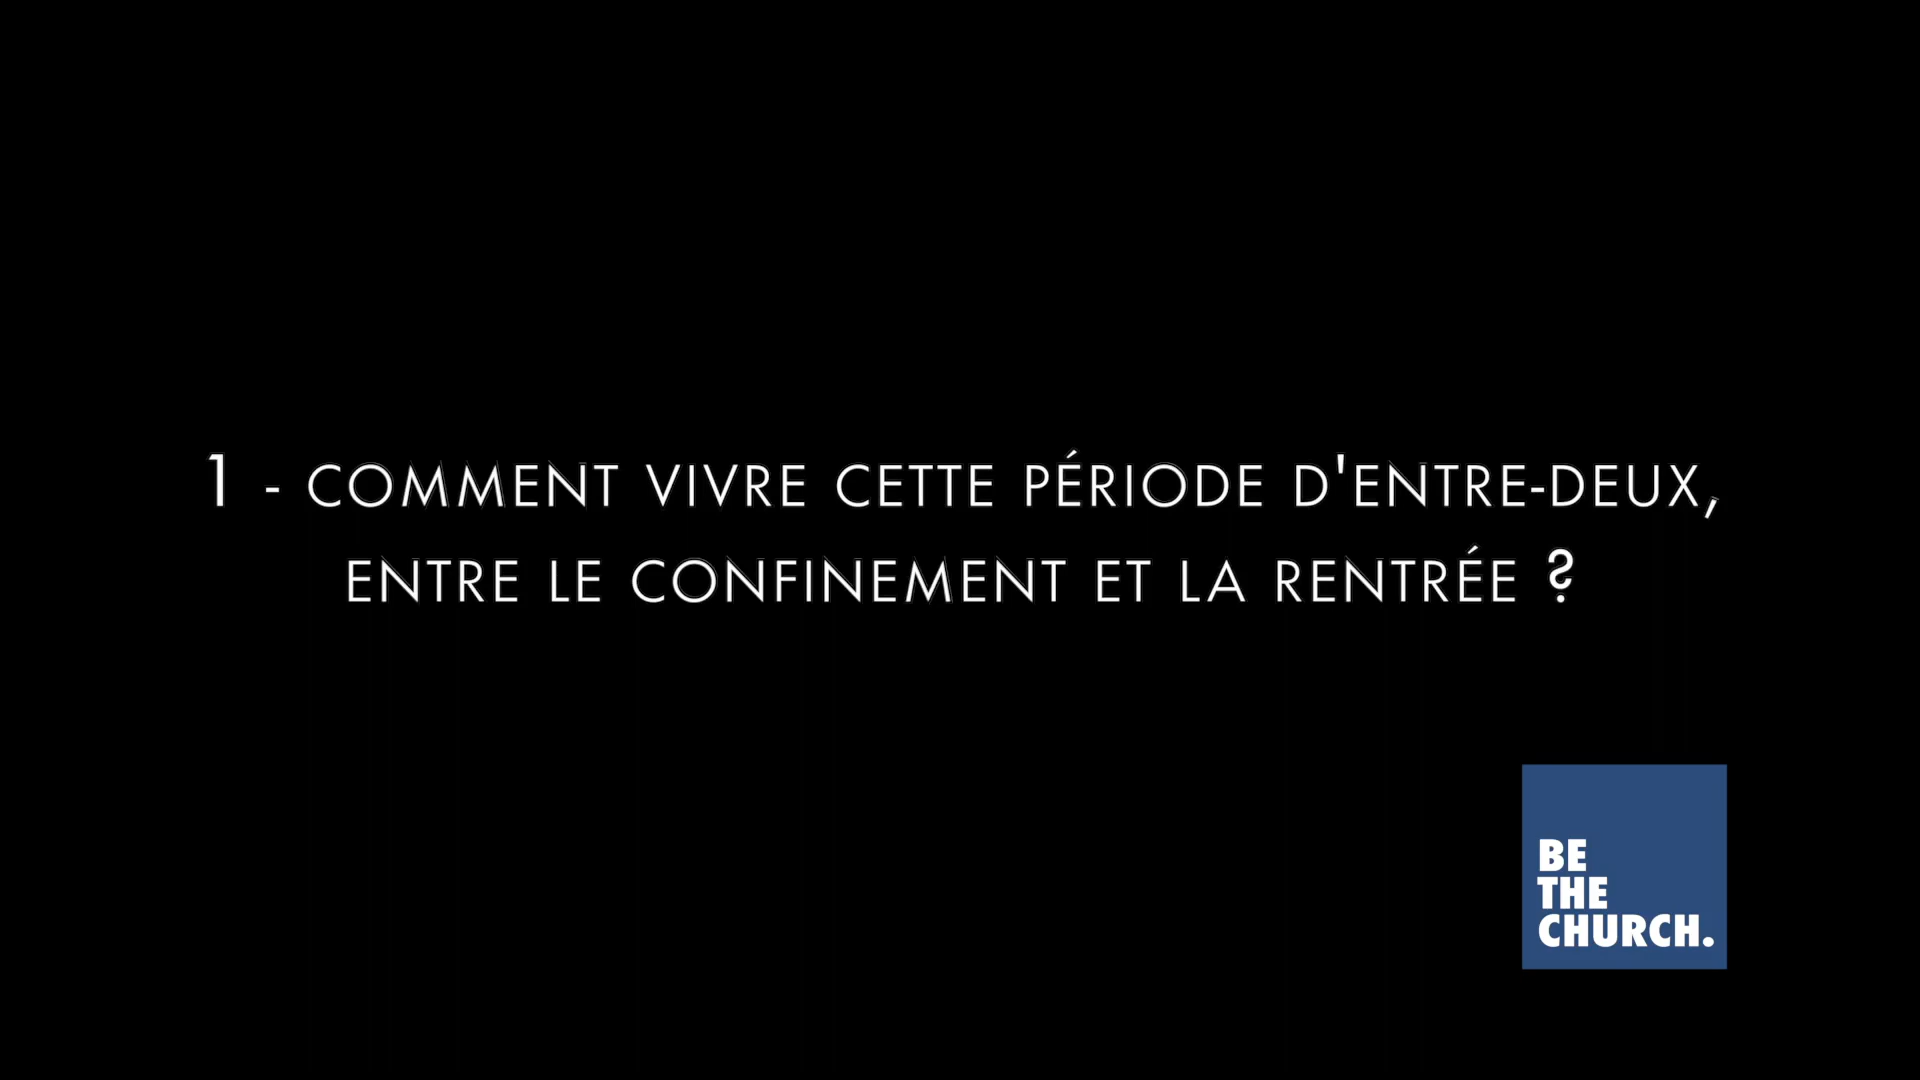 1 - COMMENT VIVRE CETTE PÉRIODE D'ENTRE-DEUX,
ENTRE LE CONFINEMENT ET LA RENTRÉE ?
BE
THE
CHURCH.